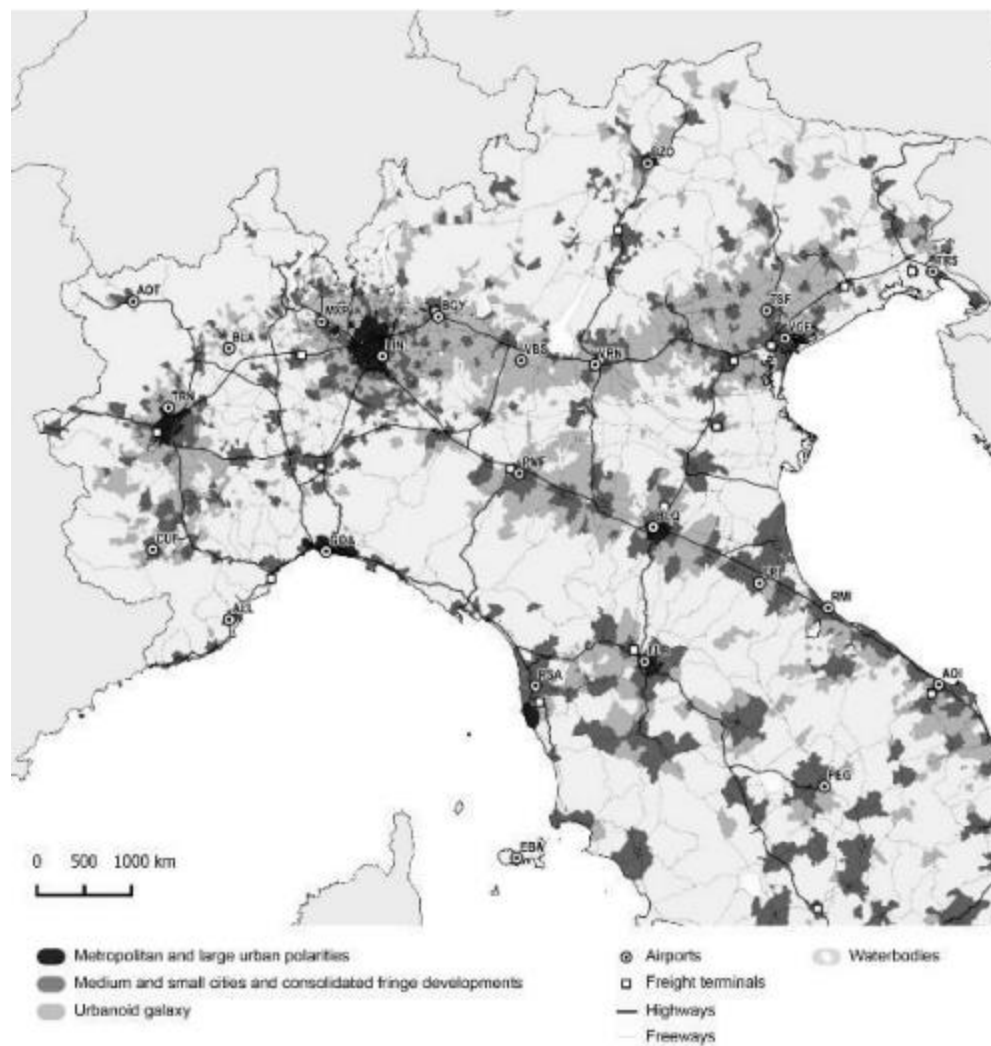 BZO
TRS
AOT
TSF
MXP
BGY
VCE
BLA
LIN
VBS
VRN
TRN
PMF
BLQ
CUF
GOA
FRL
RMI
ALL
FLR
AOI
PSA
PEG
EBA
0 500 1000 km
Metropolitan and large urban polarities
Medium and small cities and consolidated fringe developments
Urbanoid galaxy
Airports
Freight terminals
Highways
Freeways
Waterbodies